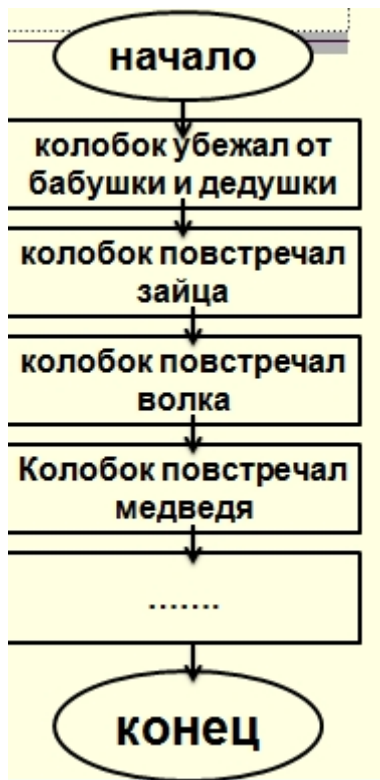 начало
колобок убежал от
бабушки и дедушки
колобок повстречал
зайца
колобок повстречал
волка
Колобок повстречал
медведя
.......
конец